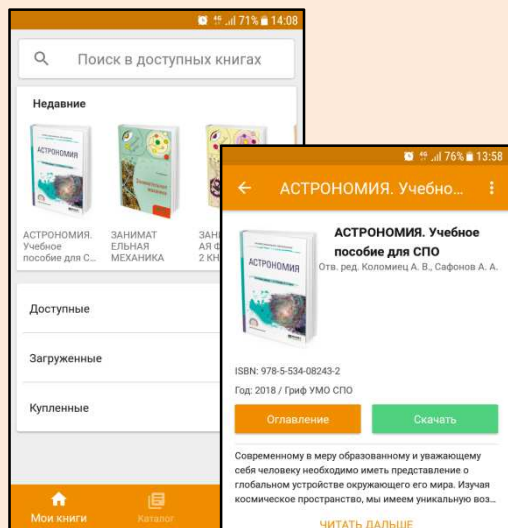 71% 14:08
Поиск в доступных книгах
Недавние
АСТРОНОМИЯ
АСТРОНОМИЯ.
Учебное
пособие для С...
ЗАНИМАТ
ЕЛЬНАЯ
МЕХАНИКА
ЗАН
АЯ Ф
2 КН
Доступные
Загруженные
Купленные
Мои книги
Каталог
76% 13:58
АСТРОНОМИЯ. Учебно...
АСТРОНОМИЯ
АСТРОНОМИЯ. Учебное
пособие для СПО
Отв. ред. Коломиец А. В., Сафонов А. А.
ISBN: 978-5-534-08243-2
Год: 2018 / Гриф УМО СПО
Оглавление
Скачать
Современному в меру образованному и уважающему
себя человеку необходимо иметь представление о
глобальном устройстве окружающего его мира. Изучая
космическое пространство, мы имеем уникальную воз...
ЧИТАТЬ ДАЛЬШЕ